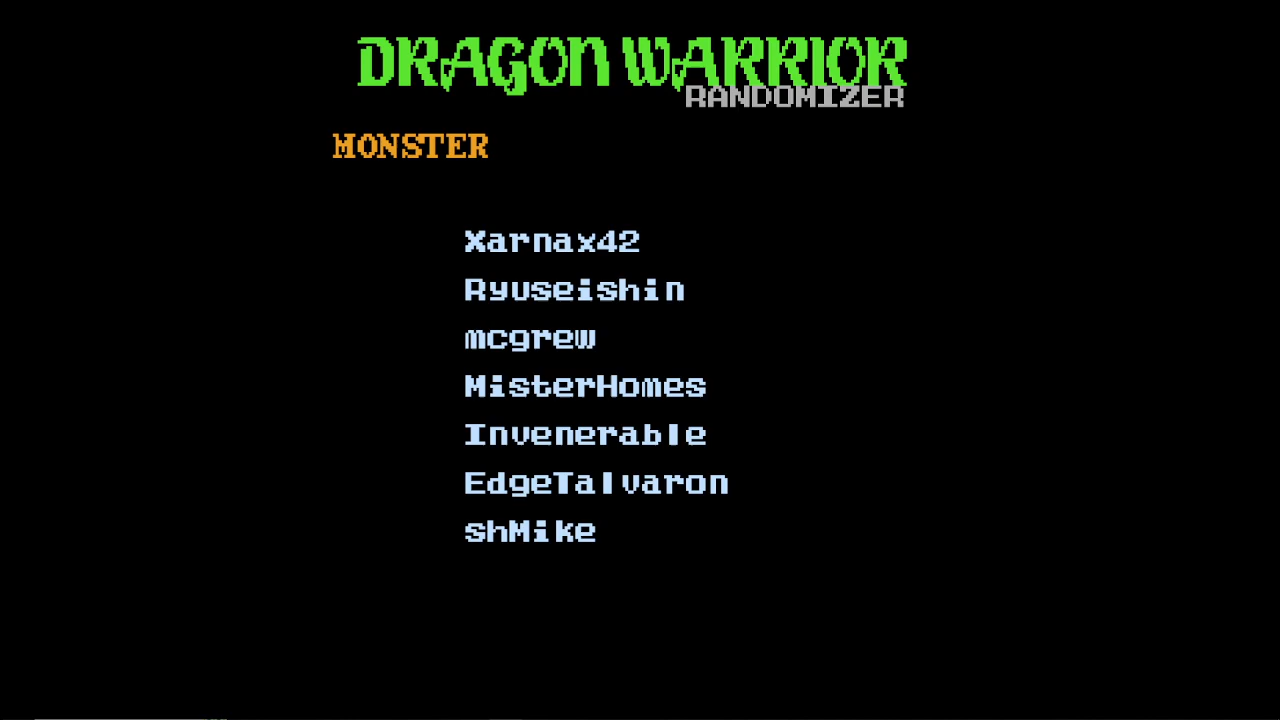 DRAGON WARRIOR
RANDOMIZER
MONSTER
Xarnax42
Ryuseishin
mcgrew
MisterHomes
Invenerable
EdgeTalvaron
shMike